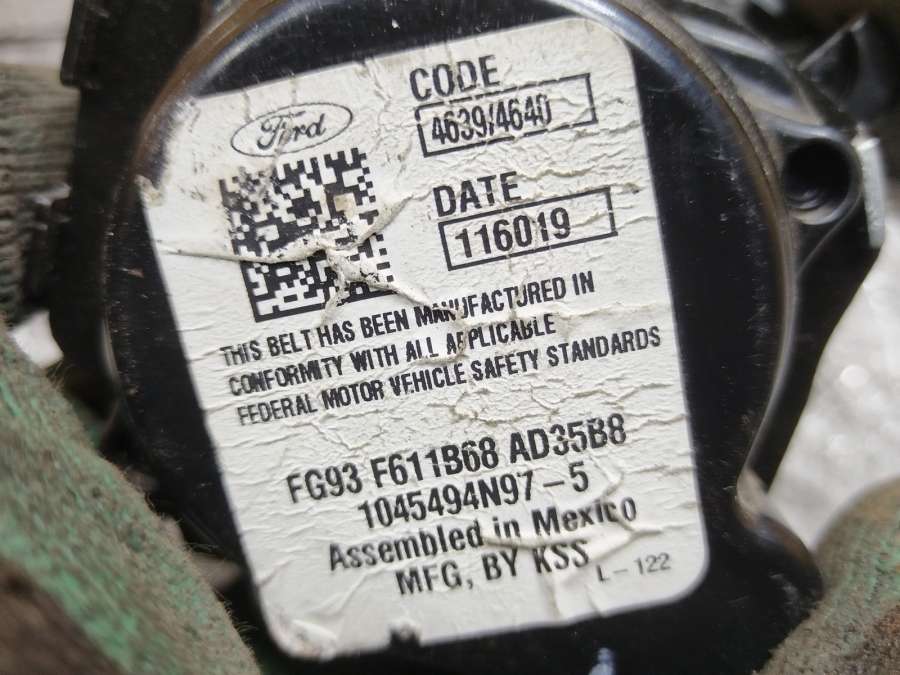 Ford
CODE
4639/4640
DATE
116019
THIS BELT HAS BEEN MANUFACTURED IN
CONFORMITY WITH ALL APPLICABLE
FEDERAL MOTOR VEHICLE SAFETY STANDARDS
FG93 F611B68 AD35B8
1045494N97-5
Assembled in Mexico
MFG, BY KSS
L-122